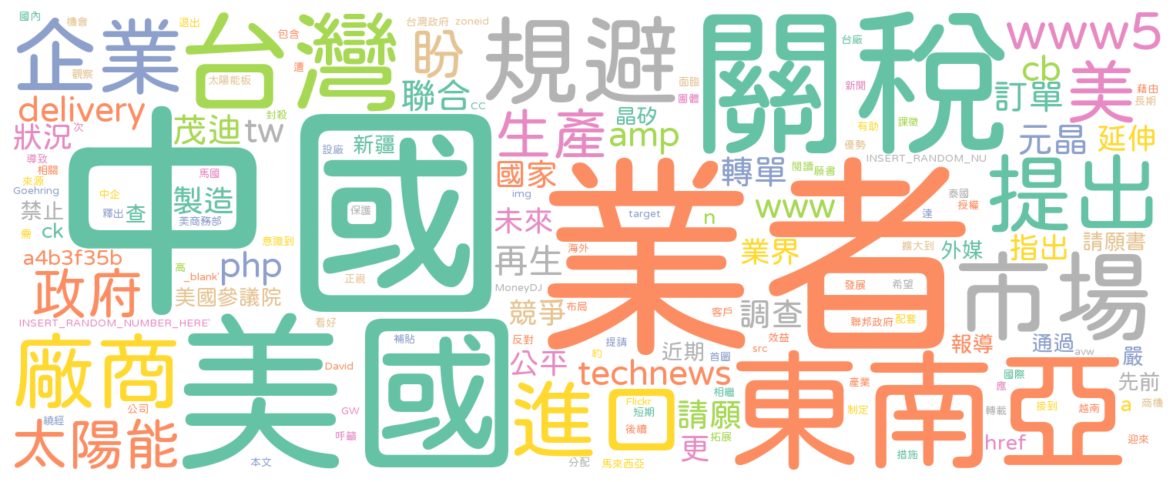 國內 機會 退出
企業
台灣
包含
遭
觀察
太陽能板
台灣政府 zoneid
盼
規避
關稅
台廠
新聞
www5
cb
美
訂單
藉由
長期
delivery
狀況
次
茂迪
tw
封殺
聯合
cc
生產
晶矽
amp
面臨
團體
課徵
有助
優勢
元晶
延伸
導致
相關
來源
Goehring
中國
馬國
設廠
新疆
國家
轉單
閱讀
願書
INSERT_RANDOM_NU
泰國
授權
提出
中企
釋出
查
製造
美商務部
保護
img
未來
target
www
n
達
業者
禁止
需
ck
意識到
海外
業界
擴大到
外媒
指出
請願書
a4b3f35b
php
高
_blank'
正視
再生
政府
美國參議院
MoneyDJ
發展
希望
市場
INSERT_RANDOM_NUMBER_HERE'
看好
競爭
布局
客戶
調查
聯邦政府
配套
廠商
美國
補貼
反對
提請
約
近期
首圖
效益
src
報導
通過
avw
嚴
先前
David
公平
technews
相繼
產業
東南亞
國際
應
a
公司
GW
進口
Flickr
短期
請願
後續
拓展
更
制定
轉載
接到
越南
商機
太陽能
繞經
呼籲
本文
分配
馬來西亞
措施
href
迎來